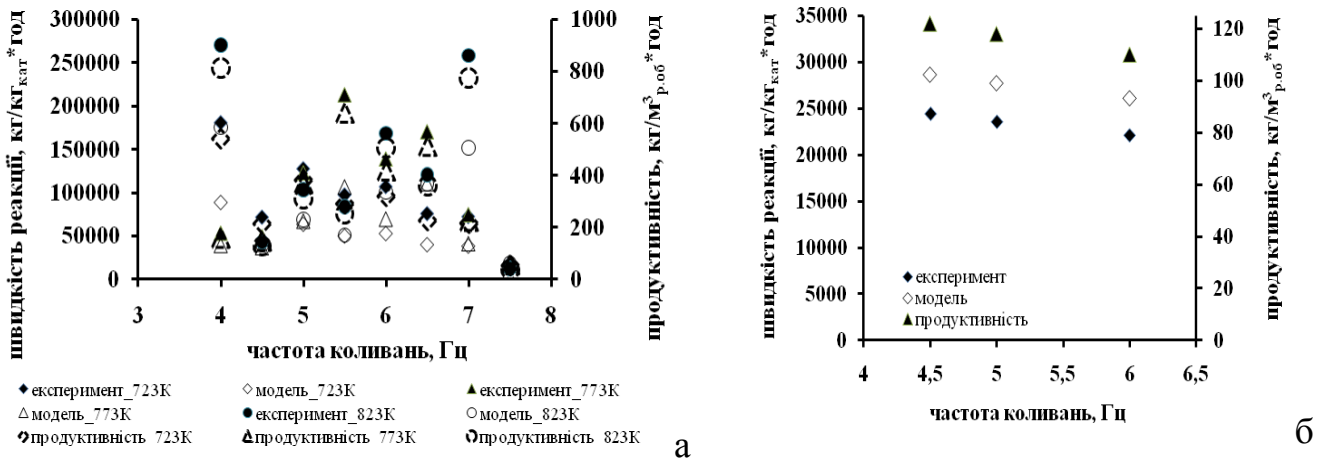 швидкість реакції, кг/кгкат*год
300000
250000
200000
150000
100000
50000
0
1000
800
600
400
200
0
продуктивність, кг/м³р.об*год
3 4 5 6 7 8
частота коливань, Гц
експеримент_723К модель_723К експеримент_773К
модель_773К експеримент_823К модель_823К
продуктивність 723К продуктивність 773К продуктивність 823К
а
швидкість реакції, кг/кгкат*год
35000
30000
25000
20000
15000
10000
5000
0
120
100
80
60
40
20
0
продуктивність, кг/м³р.об*год
експеримент
модель
продуктивність
4 4,5 5 5,5 6 6,5
частота коливань, Гц
б